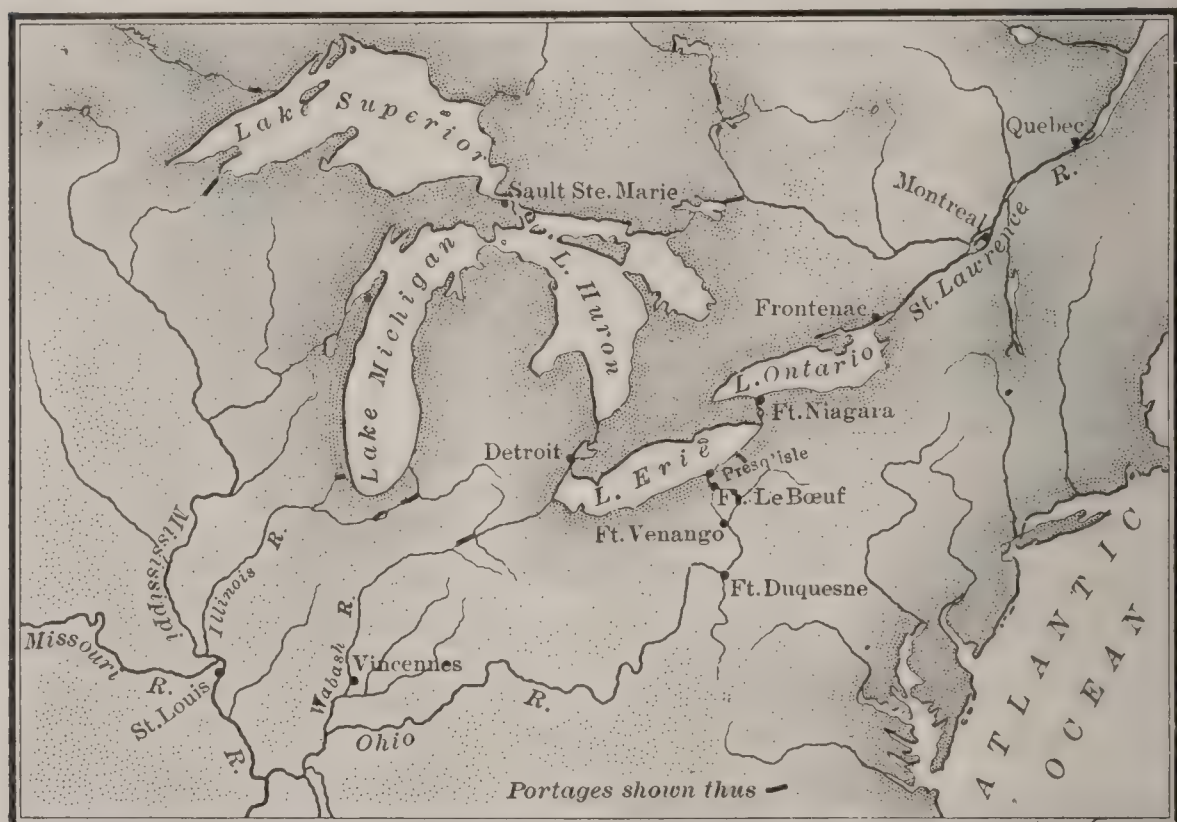 Lake Superior
Quebec
Montreal
Sault Ste. Marie
St. Lawrence R.
Lake Michigan
L. Huron
Frontenac
L. Ontario
Ft. Niagara
Detroit
L. Erie
Presq'isle
Ft. Le Bœuf
Ft. Venango
Ft. Duquesne
Mississippi R.
Illinois R.
Missouri R.
St. Louis
Wabash R.
Vincennes
Ohio R.
ATLANTIC
OCEAN
Portages shown thus